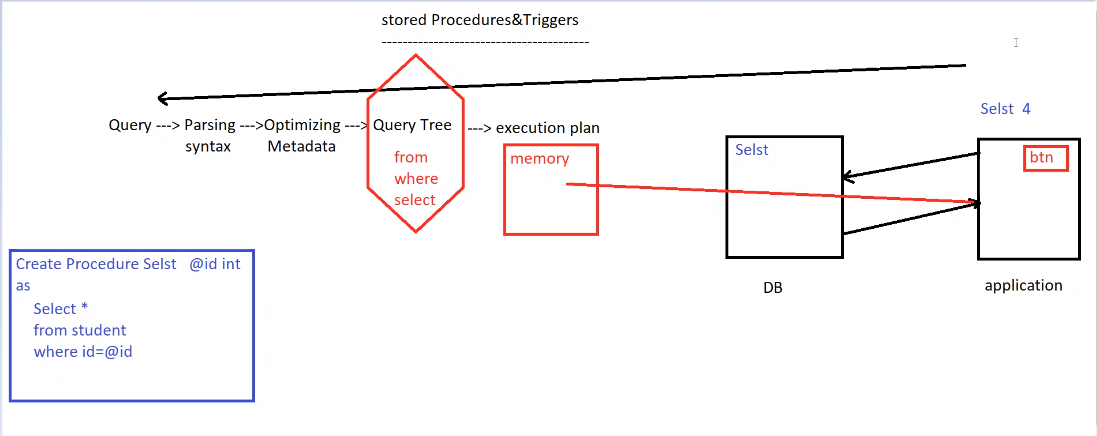 stored Procedures&Triggers
----------------------------------------
Selst 4
Query ---> Parsing --->Optimizing ---> Query Tree ---> execution plan
syntax Metadata
from
where
select
memory
Selst
btn
DB
application
Create Procedure Selst @id int
as
Select *
from student
where id=@id